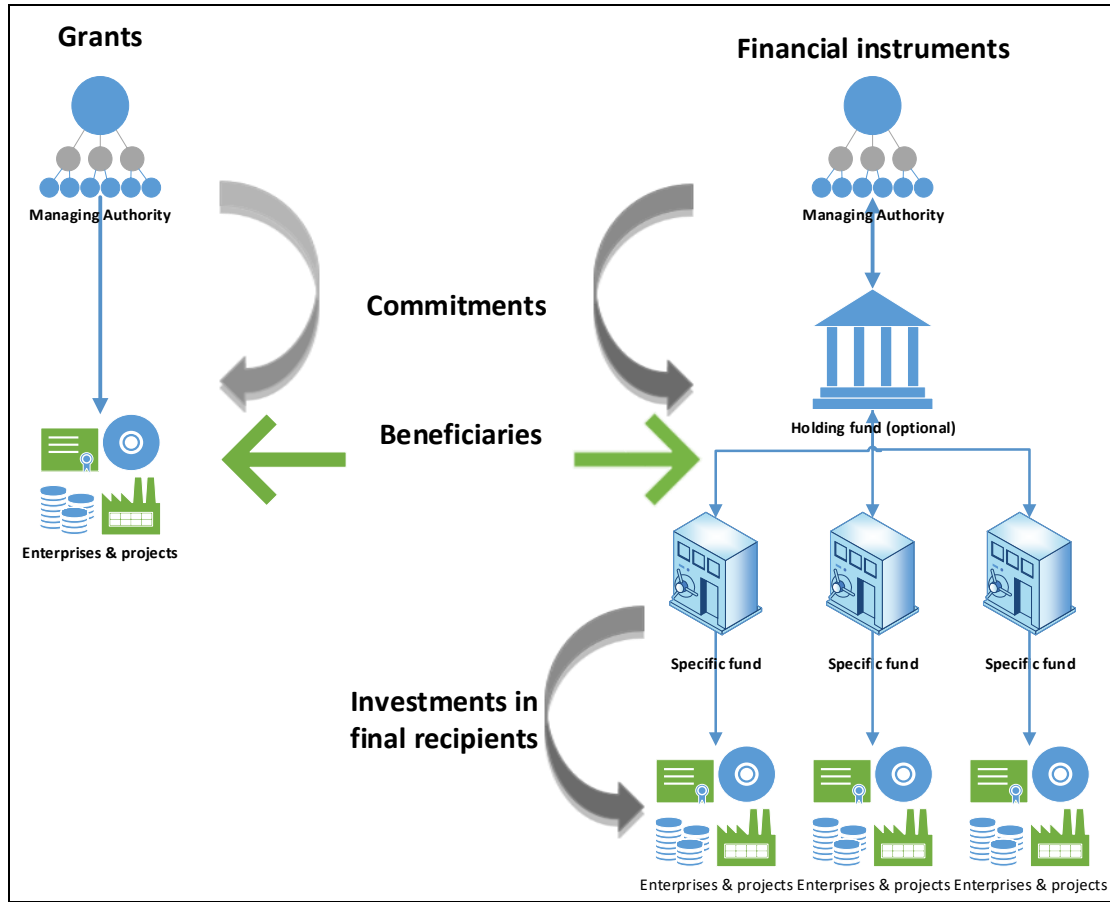 Grants
Financial instruments
Managing Authority
Managing Authority
Commitments
Beneficiaries
Holding fund (optional)
Enterprises & projects
Specific fund
Specific fund
Specific fund
Investments in
final recipients
Enterprises & projects
Enterprises & projects
Enterprises & projects